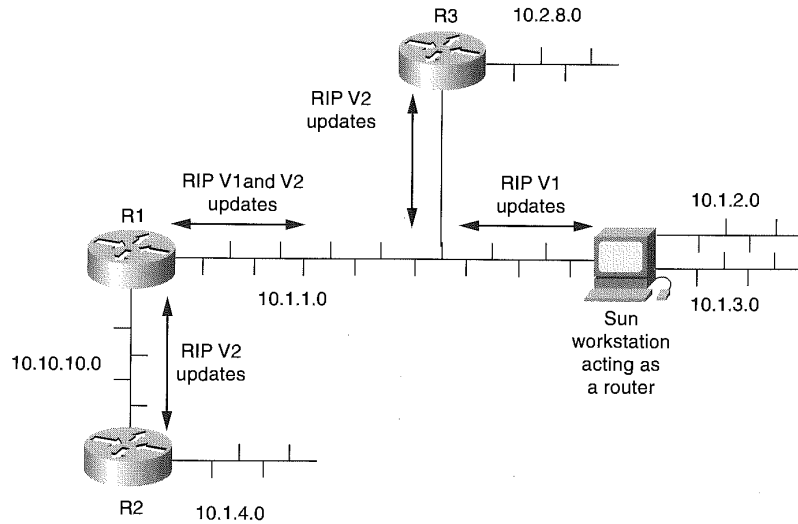 R3
10.2.8.0
RIP V2
updates
RIP V1and V2
updates
RIP V1
updates
R1
10.1.2.0
10.1.1.0
10.1.3.0
Sun
workstation
acting as
a router
RIP V2
updates
10.10.10.0
R2
10.1.4.0